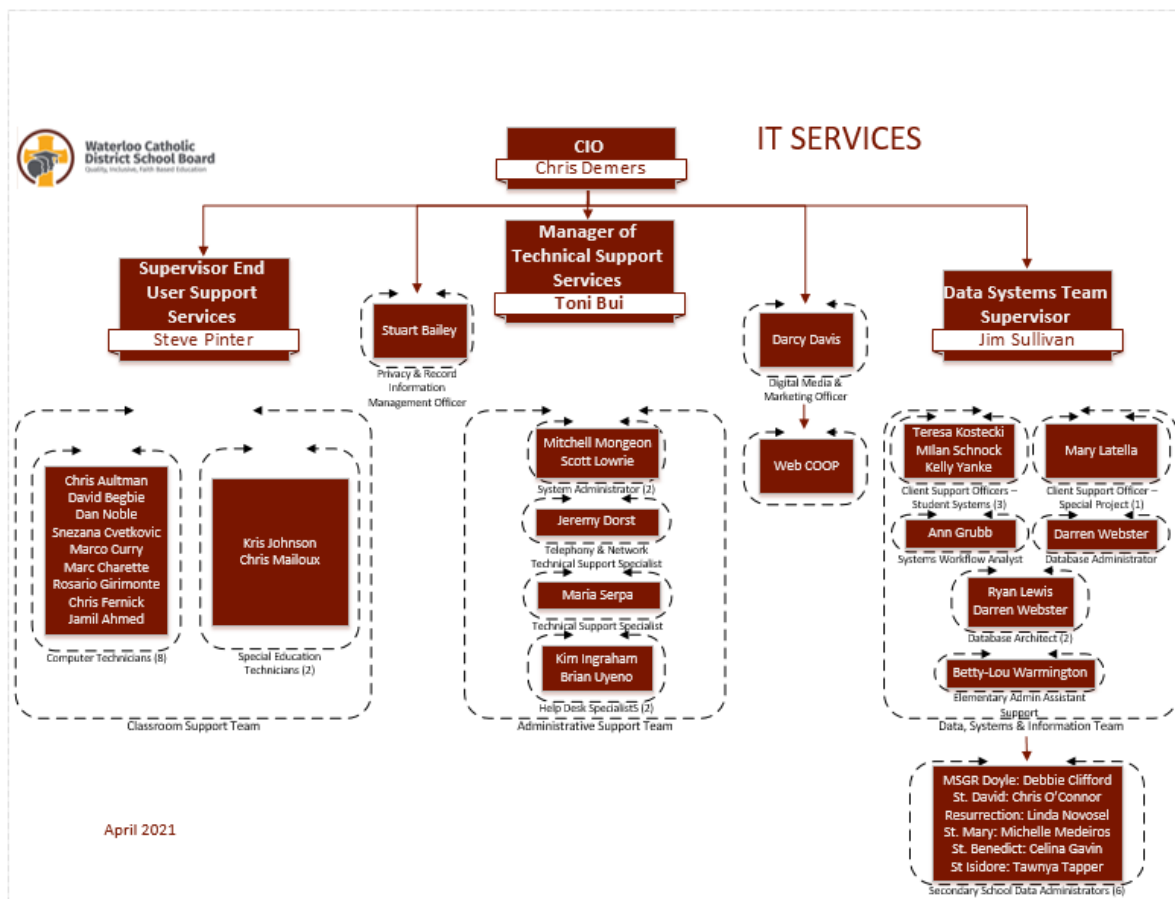 Waterloo Catholic
District School Board
Quality, Inclusive, Faith Based Education
IT SERVICES
CIO
Chris Demers
Supervisor End
User Support
Services
Steve Pinter
Stuart Bailey
Privacy & Record
Information
Management Officer
Manager of
Technical Support
Services
Toni Bui
Darcy Davis
Digital Media &
Marketing Officer
Web COOP
Data Systems Team
Supervisor
Jim Sullivan
Chris Aultman
David Begbie
Dan Noble
Snezana Cvetkovic
Marco Curry
Marc Charette
Rosario Girimonte
Chris Fernick
Jamil Ahmed
Computer Technicians (8)
Kris Johnson
Chris Mailoux
Special Education
Technicians (2)
Classroom Support Team
Mitchell Mongeon
Scott Lowrie
System Administrator (2)
Jeremy Dorst
Telephony & Network
Technical Support Specialist
Maria Serpa
Technical Support Specialist
Kim Ingraham
Brian Uyeno
Help Desk SpecialistS (2)
Administrative Support Team
Teresa Kostecki
MIlan Schnock
Kelly Yanke
Client Support Officers –
Student Systems (3)
Mary Latella
Client Support Officer –
Special Project (1)
Ann Grubb
Systems Workflow Analyst
Darren Webster
Database Administrator
Ryan Lewis
Darren Webster
Database Architect (2)
Betty-Lou Warmington
Elementary Admin Assistant
Support
Data, Systems & Information Team
MSGR Doyle: Debbie Clifford
St. David: Chris O'Connor
Resurrection: Linda Novosel
St. Mary: Michelle Medeiros
St. Benedict: Celina Gavin
St Isidore: Tawnya Tapper
Secondary School Data Administrators (6)
April 2021